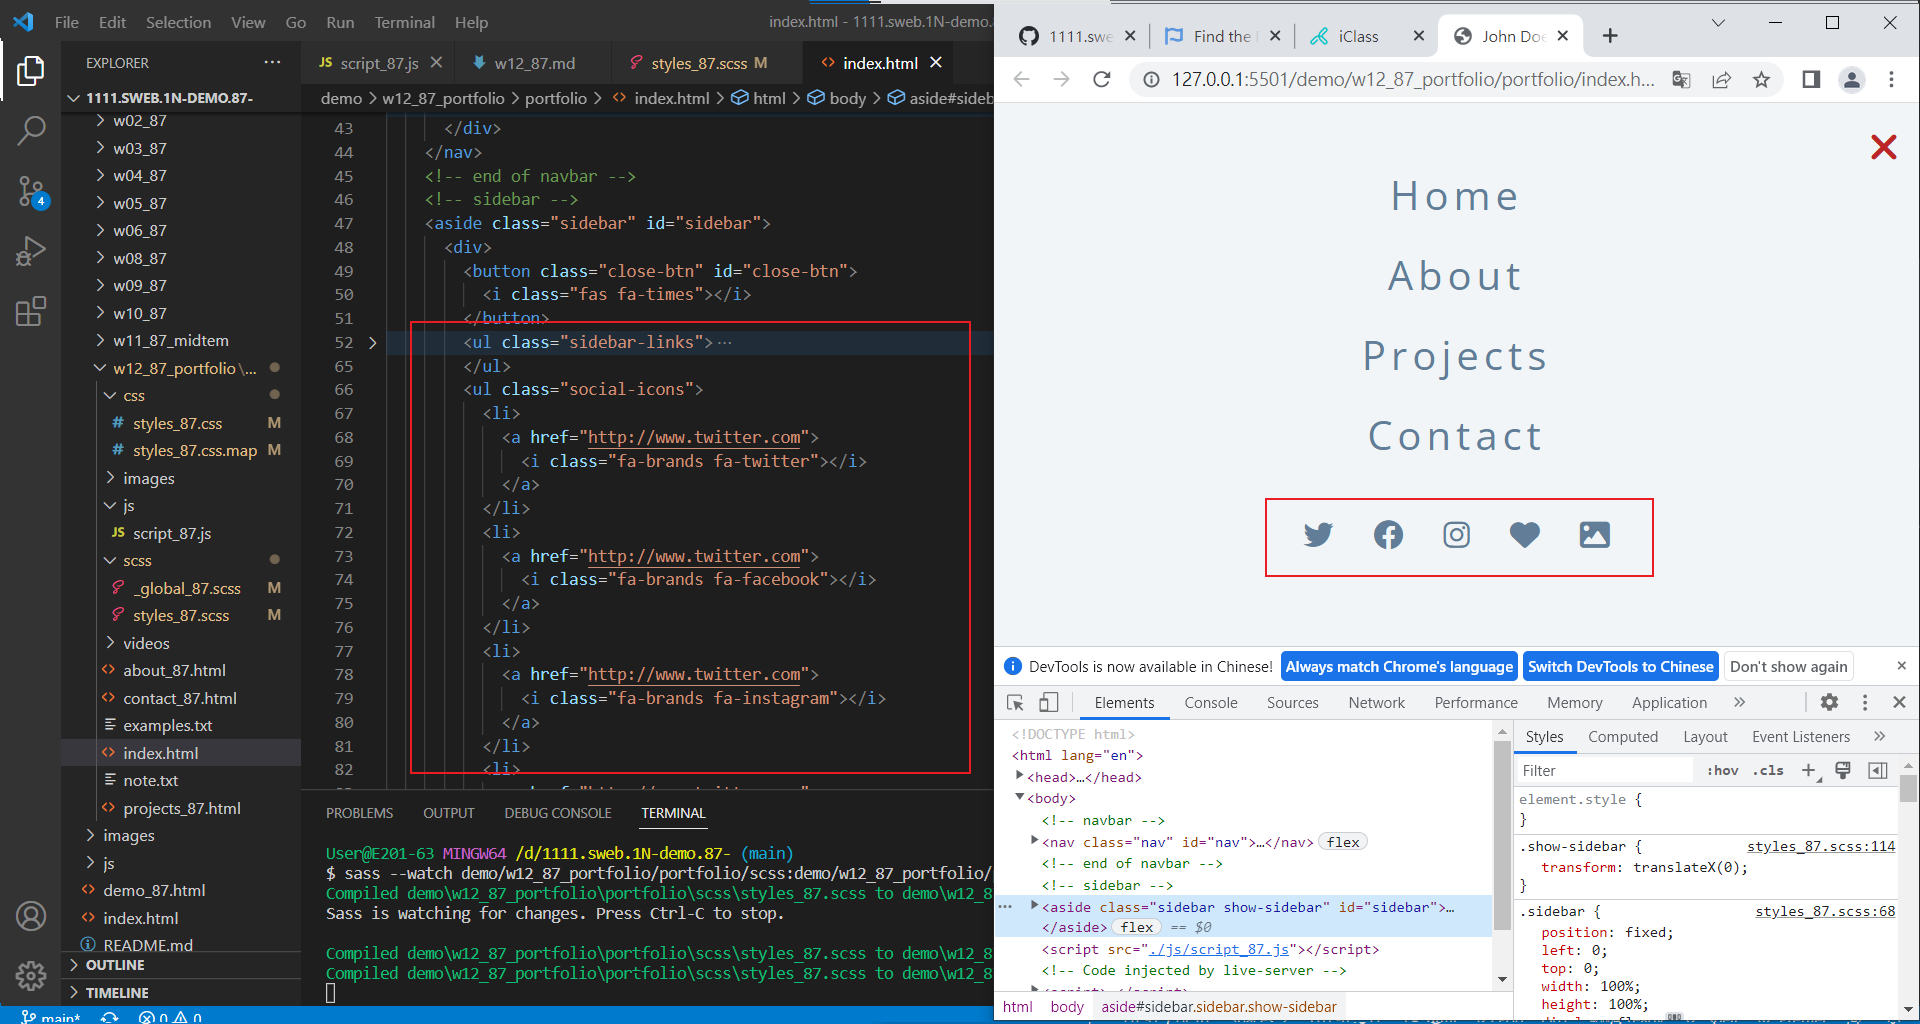 File Edit Selection View Go Run Terminal Help
index.html - 1111.sweb.1N-demo.
EXPLORER
1111.SWEB.1N-DEMO.87-
w02_87
w03_87
w04_87
w05_87
w06_87
w08_87
w09_87
w10_87
w11_87_midtem
w12_87_portfolio\...
css
styles_87.css M
styles_87.css.map M
images
js
JS script_87.js
scss
_global_87.scss M
styles_87.scss M
videos
about_87.html
contact_87.html
examples.txt
index.html
note.txt
projects_87.html
images
js
demo_87.html
index.html
README.md
OUTLINE
TIMELINE
4
main* 0 0
JS script_87.js w12_87.md styles_87.scss M index.html
demo > w12_87_portfolio > portfolio > index.html > html > body > aside#sideb
43 </div>
44 </nav>
45 <!-- end of navbar -->
46 <!-- sidebar -->
47 <aside class="sidebar" id="sidebar">
48 <div>
49 <button class="close-btn" id="close-btn">
50 <i class="fas fa-times"></i>
51 </button>
52 <ul class="sidebar-links"> ...
65 </ul>
66 <ul class="social-icons">
67 <li>
68 <a href="http://www.twitter.com">
69 <i class="fa-brands fa-twitter"></i>
70 </a>
71 </li>
72 <li>
73 <a href="http://www.twitter.com">
74 <i class="fa-brands fa-facebook"></i>
75 </a>
76 </li>
77 <li>
78 <a href="http://www.twitter.com">
79 <i class="fa-brands fa-instagram"></i>
80 </a>
81 </li>
82 <li>
PROBLEMS OUTPUT DEBUG CONSOLE TERMINAL
User@E201-63 MINGW64 /d/1111.sweb.1N-demo.87- (main)
$ sass --watch demo/w12_87_portfolio/portfolio/scss:demo/w12_87_portfolio/
Compiled demo\w12_87_portfolio\portfolio\scss\styles_87.scss to demo\w12_8
Sass is watching for changes. Press Ctrl-C to stop.
Compiled demo\w12_87_portfolio\portfolio\scss\styles_87.scss to demo\w12_8
Compiled demo\w12_87_portfolio\portfolio\scss\styles_87.scss to demo\w12_8
1111.swe Find the iClass John Doe
127.0.0.1:5501/demo/w12_87_portfolio/portfolio/index.h...
Home
About
Projects
Contact
DevTools is now available in Chinese! Always match Chrome's language Switch DevTools to Chinese Don't show again
Elements Console Sources Network Performance Memory Application
<!DOCTYPE html>
<html lang="en">
<head>…</head>
<body>
<!-- navbar -->
<nav class="nav" id="nav">…</nav> flex
<!-- end of navbar -->
<!-- sidebar -->
<aside class="sidebar show-sidebar" id="sidebar">…
</aside> flex == $0
<script src="./js/script_87.js"></script>
<!-- Code injected by live-server -->
html body aside#sidebar.sidebar.show-sidebar
Styles Computed Layout Event Listeners
Filter :hov .cls
element.style {
}
.show-sidebar { styles_87.scss:114
transform: translateX(0);
}
.sidebar { styles_87.scss:68
position: fixed;
left: 0;
top: 0;
width: 100%;
height: 100%;